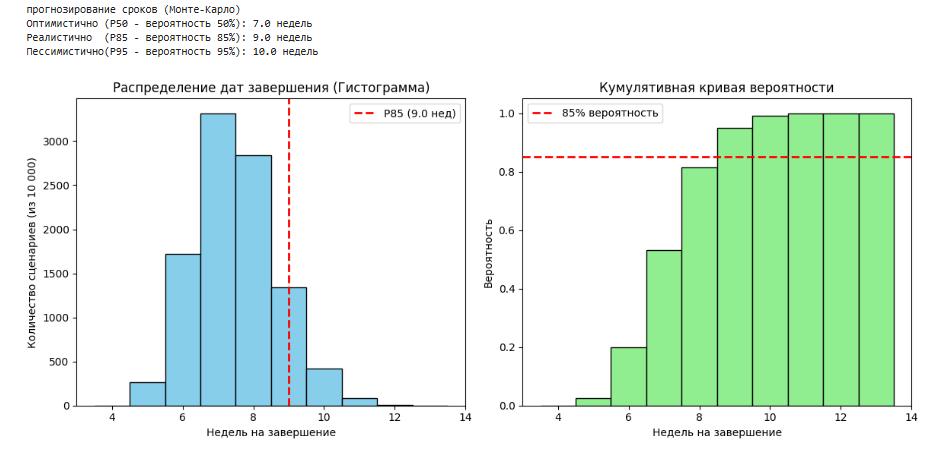 прогнозирование сроков (Монте-Карло)
Оптимистично (P50 - вероятность 50%): 7.0 недель
Реалистично  (P85 - вероятность 85%): 9.0 недель
Пессимистично(P95 - вероятность 95%): 10.0 недель
Распределение дат завершения (Гистограмма)
P85 (9.0 нед)
Количество сценариев (из 10 000)
3000
2500
2000
1500
1000
500
0
4 6 8 10 12 14
Недель на завершение
Кумулятивная кривая вероятности
85% вероятность
Вероятность
1.0
0.8
0.6
0.4
0.2
0.0
4 6 8 10 12 14
Недель на завершение